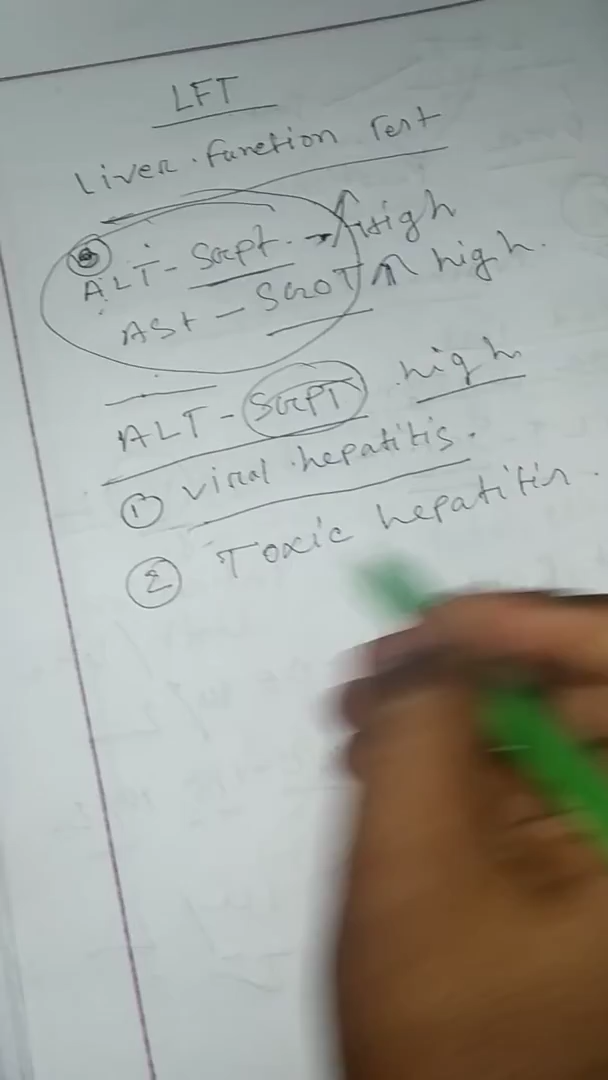 LFT
Liver. function Test
ALT - SGPT. → ↑ High
AST - SGOT ↑ high.
ALT - SGPT high.
① viral hepatitis.
② Toxic hepatitis.